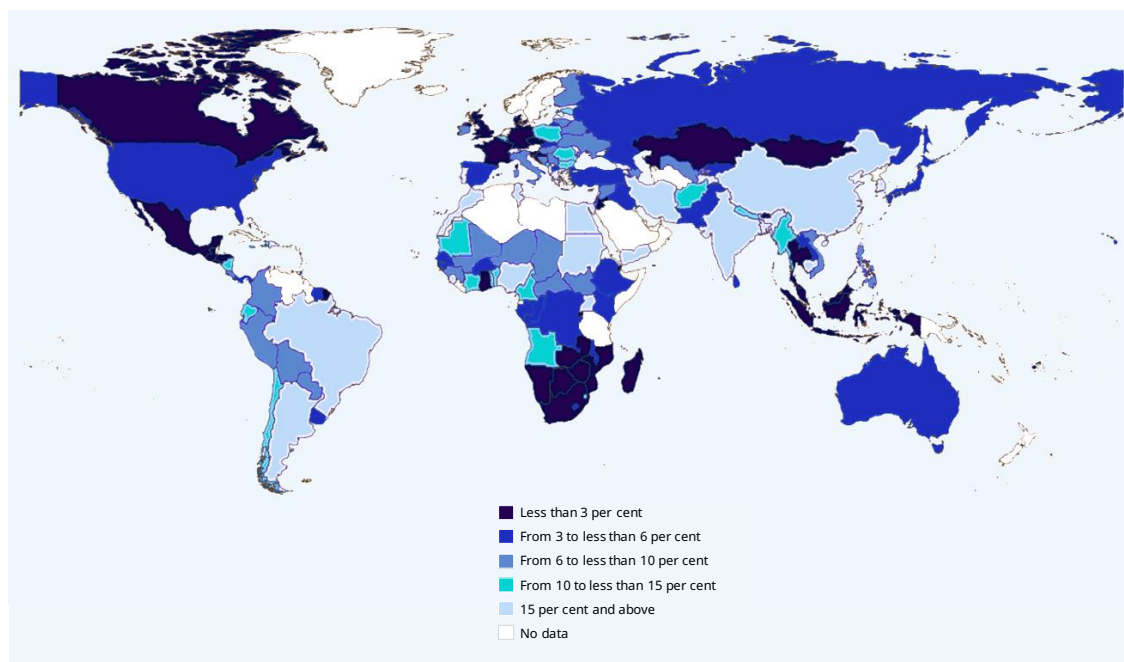 Less than 3 per cent
From 3 to less than 6 per cent
From 6 to less than 10 per cent
From 10 to less than 15 per cent
15 per cent and above
No data